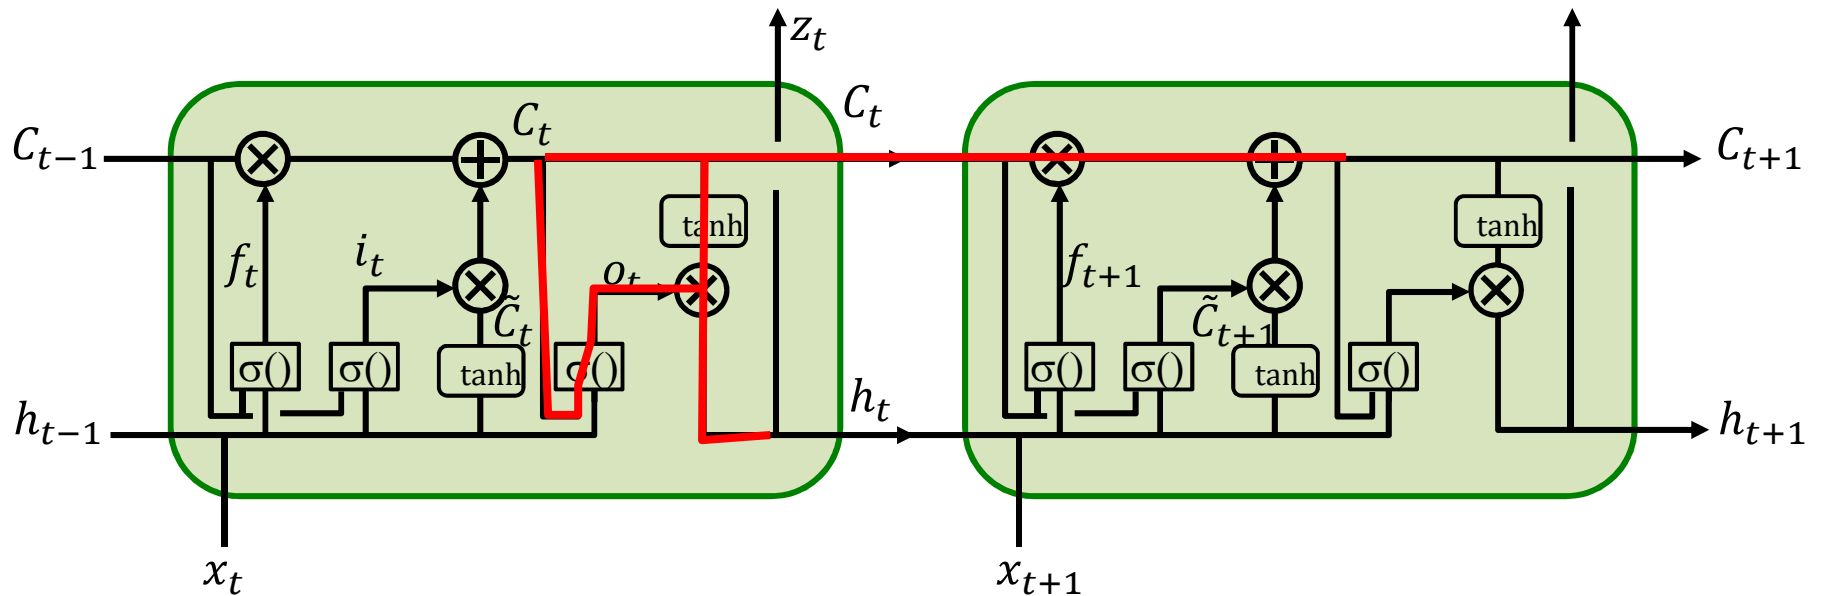 z_t
C_t
C_t
C_{t-1}
C_{t+1}
tanh
tanh
f_t
i_t
o_t
f_{t+1}
C̃_t
C̃_{t+1}
σ()
σ()
tanh
σ()
σ()
σ()
tanh
σ()
h_{t-1}
h_t
h_{t+1}
x_t
x_{t+1}